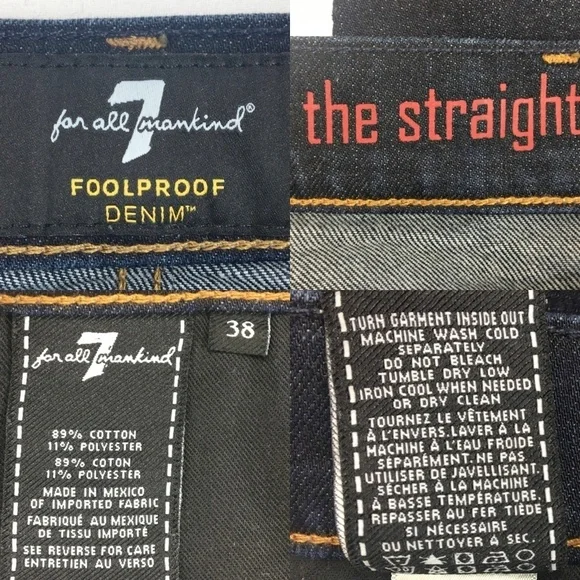 7
for all mankind®
FOOLPROOF
DENIM™
the straight
7
for all mankind
38
89% COTTON
11% POLYESTER
89% COTON
11% POLYESTER
MADE IN MEXICO
OF IMPORTED FABRIC
FABRIQUÉ AU MEXIQUE
DE TISSU IMPORTÉ
SEE REVERSE FOR CARE
ENTRETIEN AU VERSO
TURN GARMENT INSIDE OUT
MACHINE WASH COLD
SEPARATELY
DO NOT BLEACH
TUMBLE DRY LOW
IRON COOL WHEN NEEDED
OR DRY CLEAN
TOURNEZ LE VÊTEMENT
À L'ENVERS.LAVER À LA
MACHINE À L'EAU FROIDE
SÉPARÉMENT. NE PAS
UTILISER DE JAVELLISANT.
SÉCHER À LA MACHINE
À BASSE TEMPÉRATURE.
REPASSER AU FER TIÈDE
SI NÉCESSAIRE
OU NETTOYER À SEC.